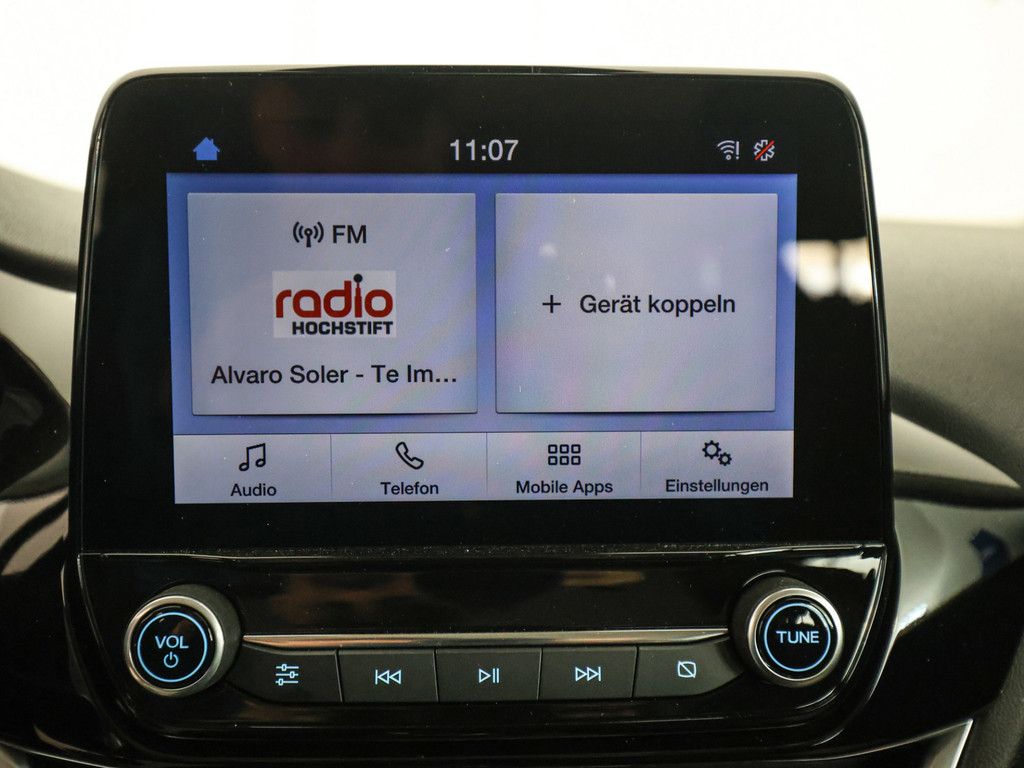 11:07
FM
radio
HOCHSTIFT
Alvaro Soler - Te Im...
+ Gerät koppeln
Audio
Telefon
Mobile Apps
Einstellungen
VOL
TUNE